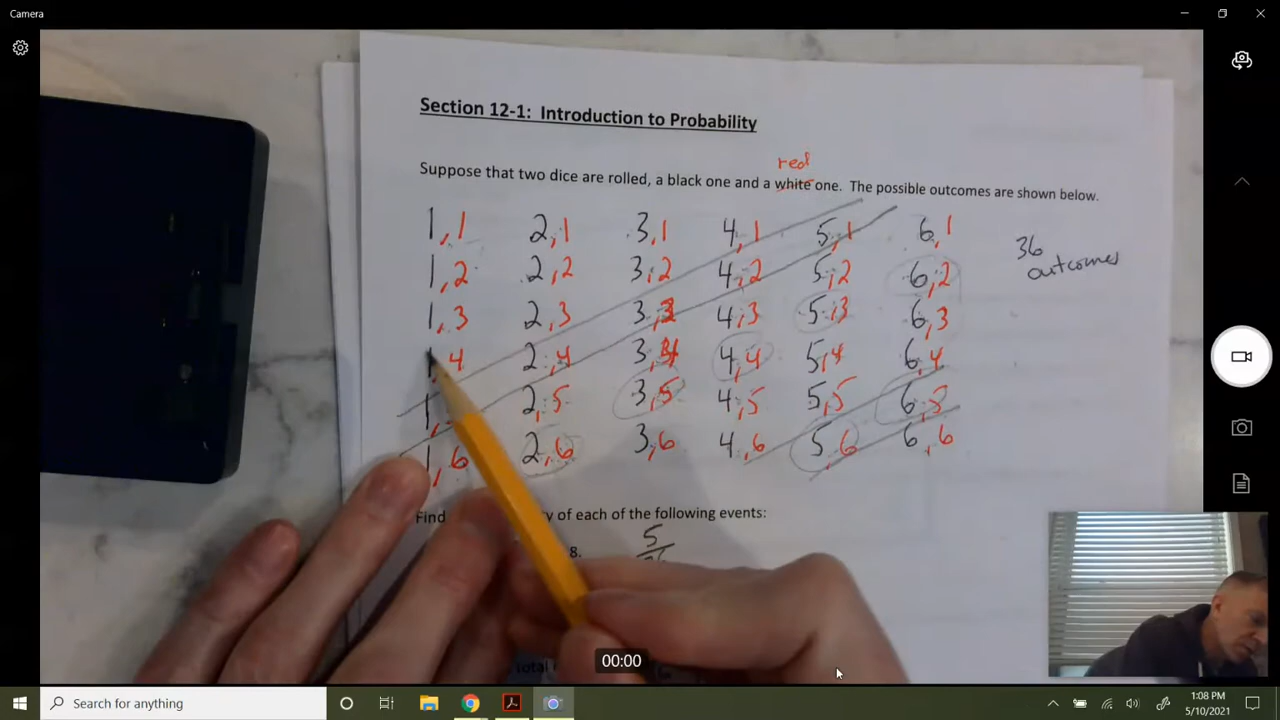 Camera
Section 12-1: Introduction to Probability
red
Suppose that two dice are rolled, a black one and a white one. The possible outcomes are shown below.
1,1 2,1 3,1 4,1 5,1 6,1
1,2 2,2 3,2 4,2 5,2 6,2
36
outcomes
1,3 2,3 3,3 4,3 5,3 6,3
1,4 2,4 3,4 4,4 5,4 6,4
1, 2,5 3,5 4,5 5,5 6,5
1,6 2,6 3,6 4,6 5,6 6,6
Find of each of the following events:
8. 5
00:00
Search for anything
1:08 PM
5/10/2021